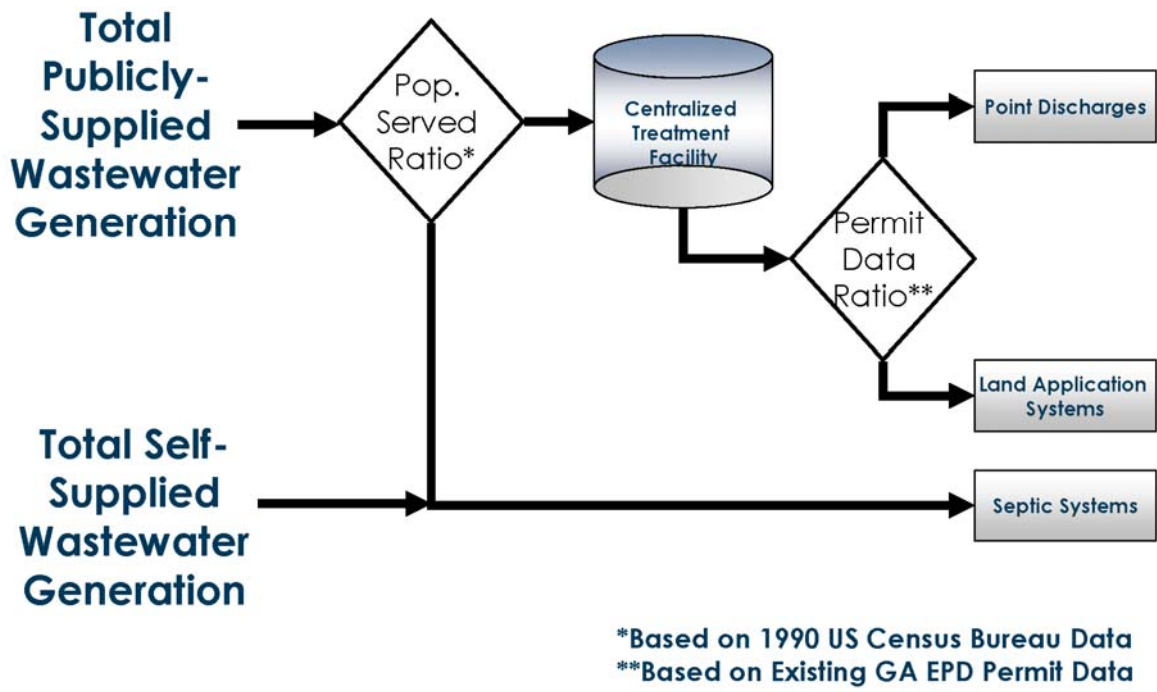 Total
Publicly-
Supplied
Wastewater
Generation
Pop.
Served
Ratio*
Centralized
Treatment
Facility
Point Discharges
Permit
Data
Ratio**
Land Application
Systems
Total Self-
Supplied
Wastewater
Generation
Septic Systems
*Based on 1990 US Census Bureau Data
**Based on Existing GA EPD Permit Data